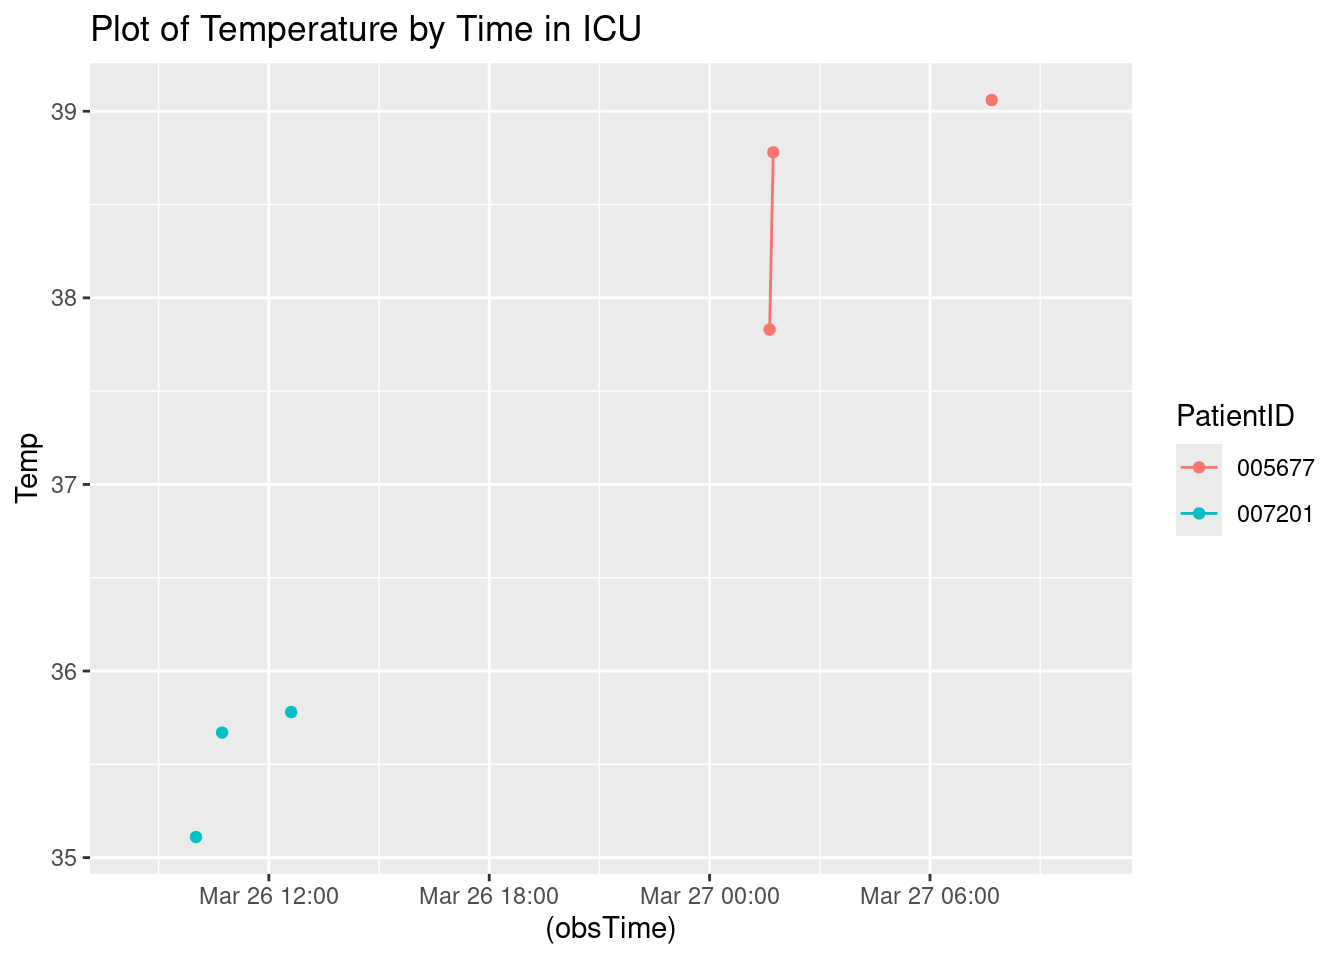 Plot of Temperature by Time in ICU
39
38
37
36
35
Temp
Mar 26 12:00
Mar 26 18:00
Mar 27 00:00
Mar 27 06:00
(obsTime)
PatientID
005677
007201